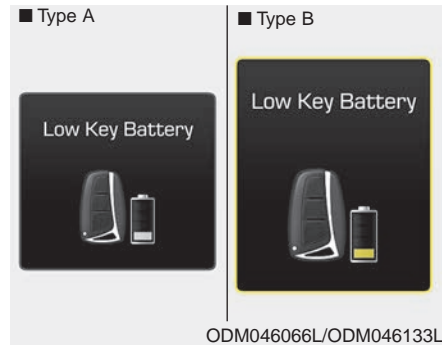 ■ Type A
Low Key Battery
■ Type B
Low Key Battery
ODM046066L/ODM046133L